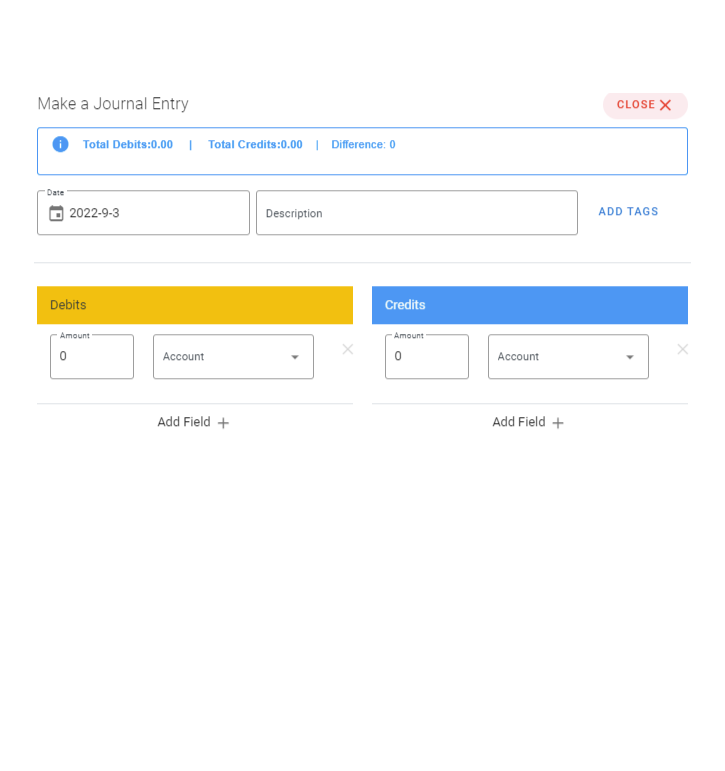 Make a Journal Entry
CLOSE
Total Debits:0.00 | Total Credits:0.00 | Difference: 0
Date
2022-9-3
Description
ADD TAGS
Debits
Amount
0
Account
Add Field
Credits
Amount
0
Account
Add Field